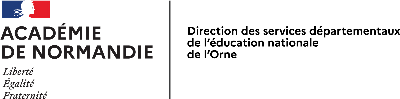 ACADÉMIE
DE NORMANDIE
Liberté
Égalité
Fraternité
Direction des services départementaux
de l'éducation nationale
de l'Orne